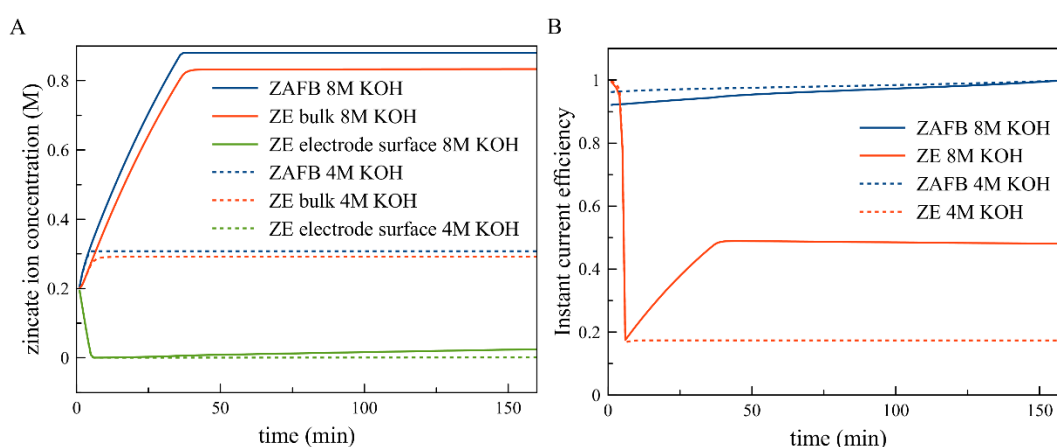 A
zincate ion concentration (M)
0.8
0.6
0.4
0.2
0
ZAFB 8M KOH
ZE bulk 8M KOH
ZE electrode surface 8M KOH
ZAFB 4M KOH
ZE bulk 4M KOH
ZE electrode surface 4M KOH
0
50
100
150
time (min)
B
Instant current efficiency
1
0.8
0.6
0.4
0.2
0
ZAFB 8M KOH
ZE 8M KOH
ZAFB 4M KOH
ZE 4M KOH
0
50
100
150
time (min)